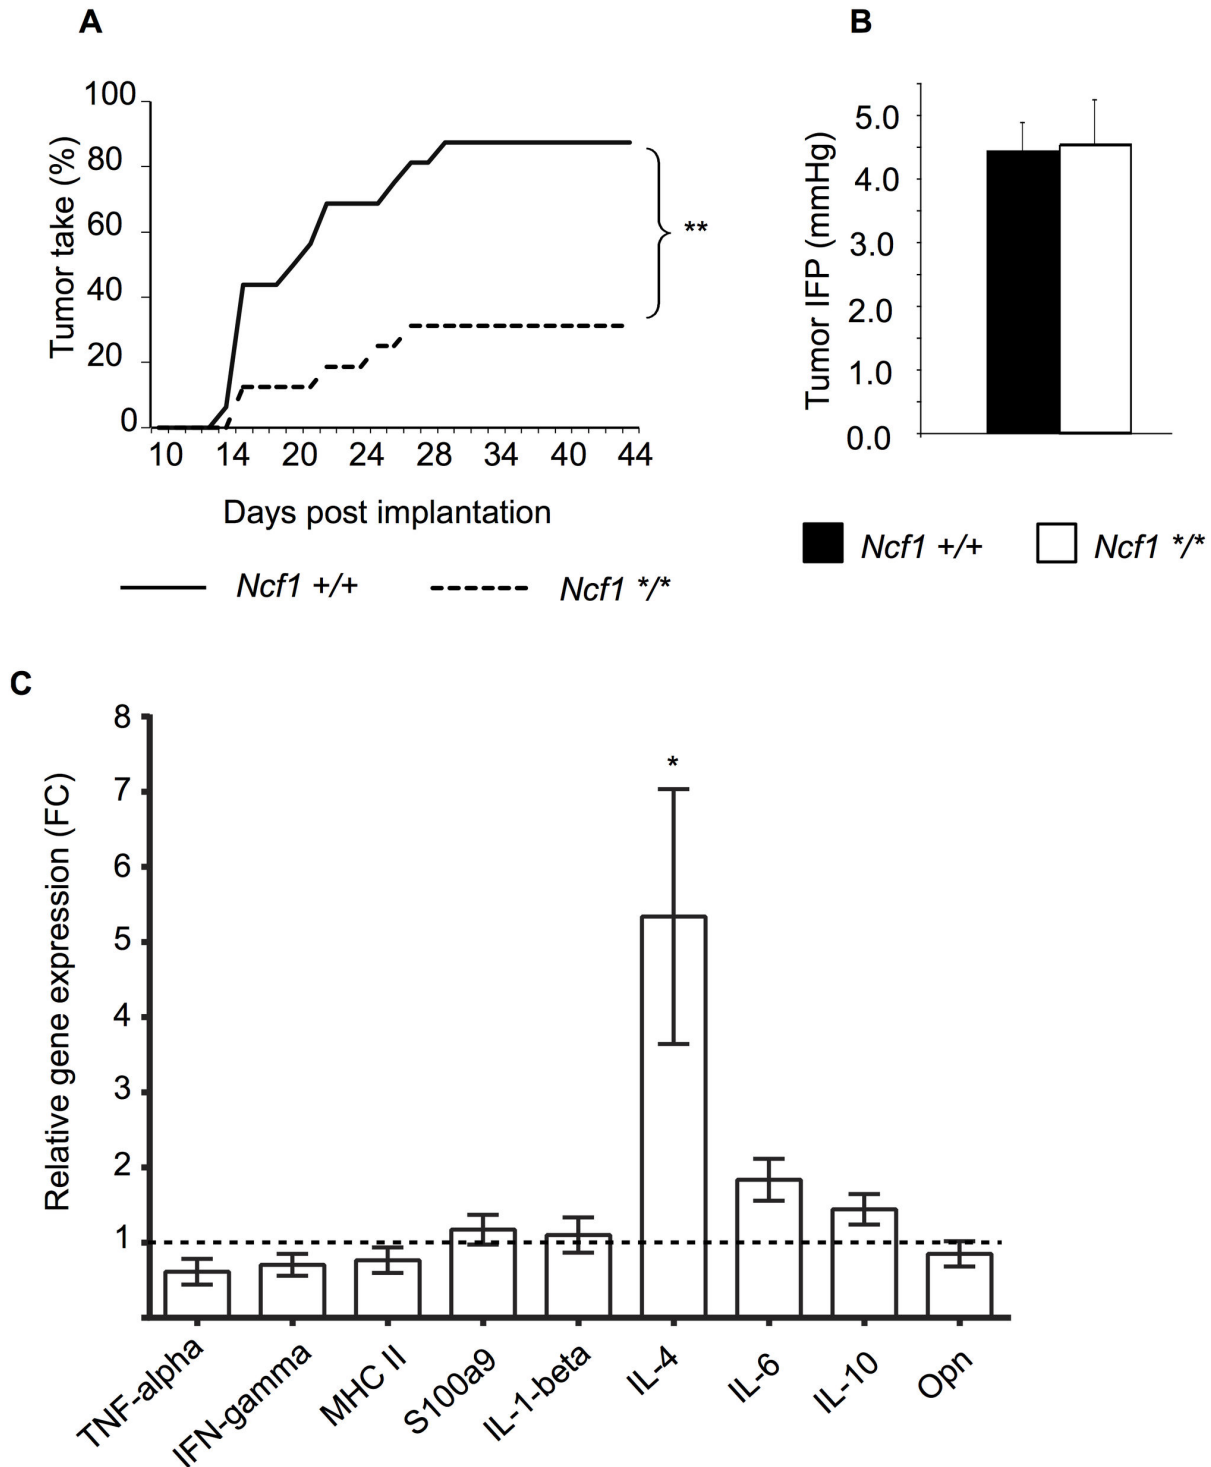 A
Tumor take (%)
100
80
60
40
20
0
10 14 20 24 28 34 40 44
**
Days post implantation
Ncf1 +/+
Ncf1 */*
B
Tumor IFP (mmHg)
5.0
4.0
3.0
2.0
1.0
0.0
Ncf1 +/+
Ncf1 */*
C
Relative gene expression (FC)
8
7
6
5
4
3
2
1
*
TNF-alpha
IFN-gamma
MHC II
S100a9
IL-1-beta
IL-4
IL-6
IL-10
Opn